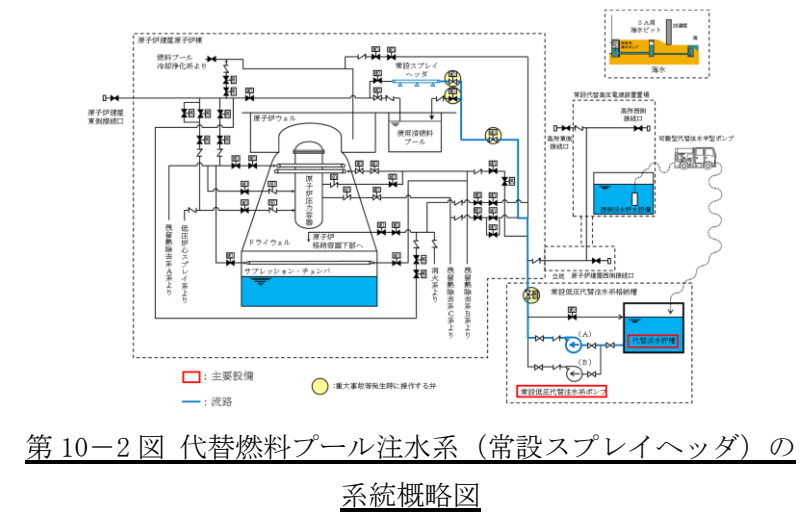 原子炉建屋原子炉棟
燃料プール
冷却浄化系より
常設スプレイ
ヘッダ
SA用
海水ピット
防潮堤
海
海水
原子炉建屋
東側接続口
原子炉ウェル
使用済燃料
プール
常設代替高圧電源装置置場
高所西側
接続口
高所東側
接続口
可搬型代替注水中型ポンプ
西側淡水貯水設備
原子炉圧力容器
ドライウェル
原子炉
格納容器下部へ
サプレッション・チェンバ
残留熱除去系A系より
低圧炉心スプレイ系より
消火系より
残留熱除去系C系より
残留熱除去系B系より
立坑
原子炉建屋西側接続口
常設低圧代替注水系格納槽
(A)
(B)
代替淡水貯槽
常設低圧代替注水系ポンプ
:主要設備
:流路
:重大事故等発生時に操作する弁
第10-2図 代替燃料プール注水系(常設スプレイヘッダ)の
系統概略図